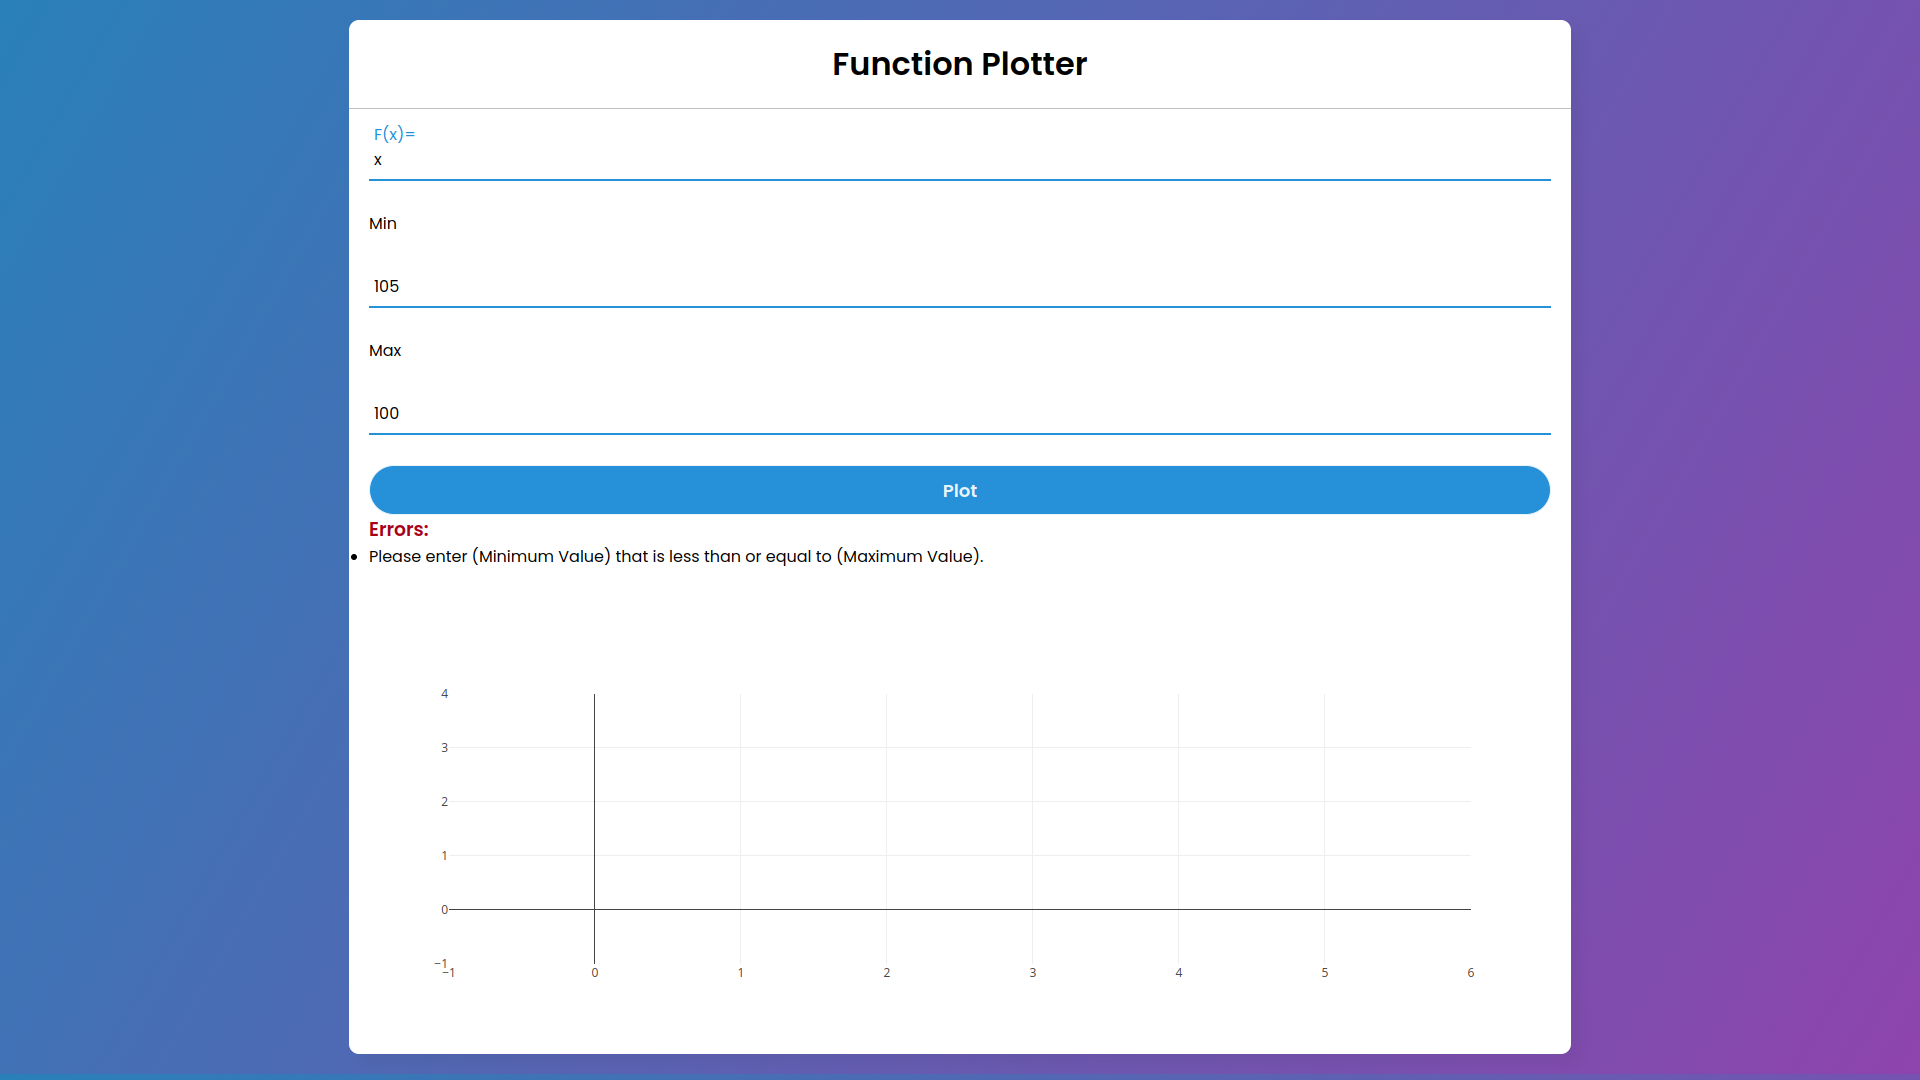 Function Plotter
F(x)=
x
Min
105
Max
100
Plot
Errors:
• Please enter (Minimum Value) that is less than or equal to (Maximum Value).
4
3
2
1
0
−1
−1 0 1 2 3 4 5 6